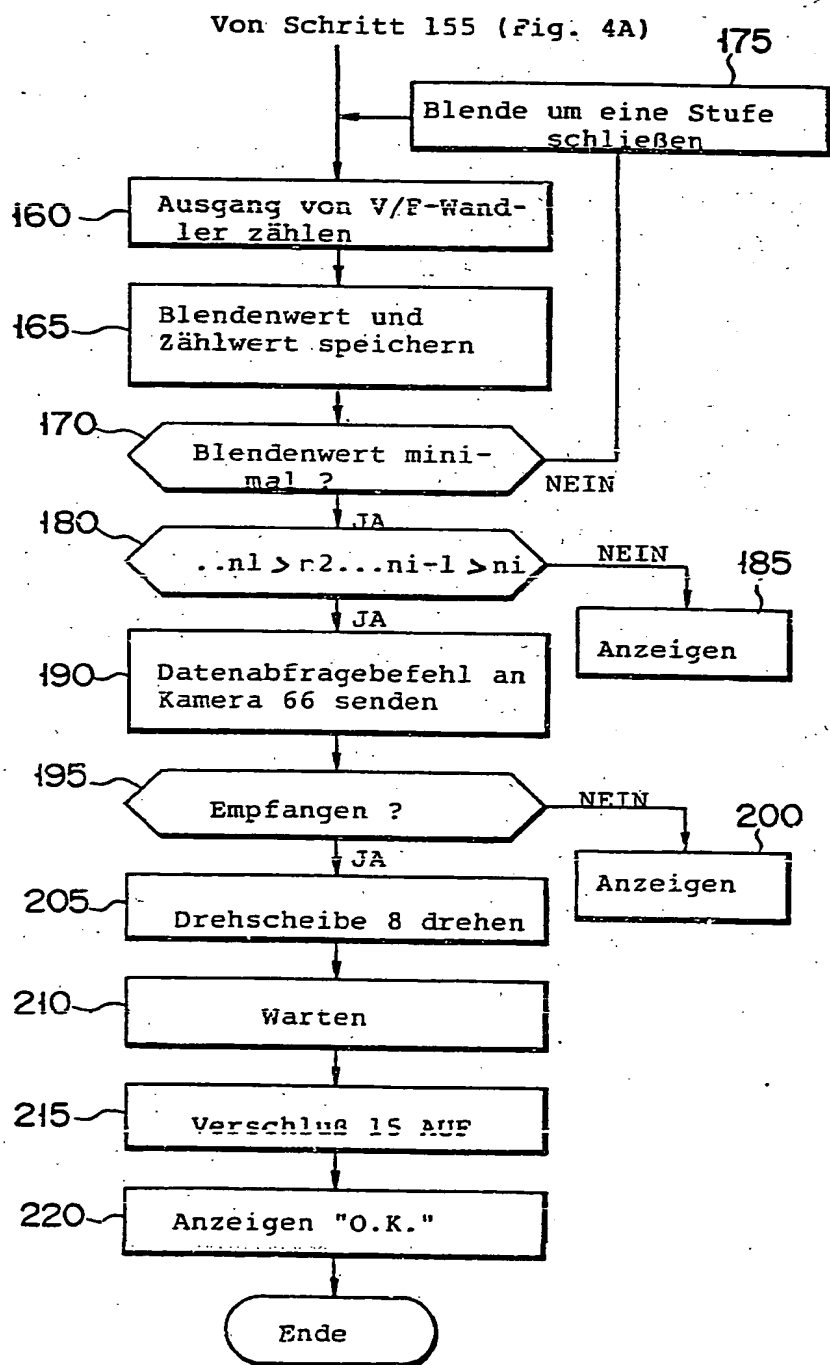 Von Schritt 155 (Fig. 4A)
175
Blende um eine Stufe
schließen
160
Ausgang von V/F-Wand-
ler zählen
165
Blendenwert und
Zählwert speichern
170
Blendenwert mini-
mal ?
NEIN
JA
180
..n1 > r2...ni-1 > ni
NEIN
185
Anzeigen
JA
190
Datenabfragebefehl an
Kamera 66 senden
195
Empfangen ?
NEIN
200
Anzeigen
JA
205
Drehscheibe 8 drehen
210
Warten
215
Verschluß 15 AUF
220
Anzeigen "O.K."
Ende